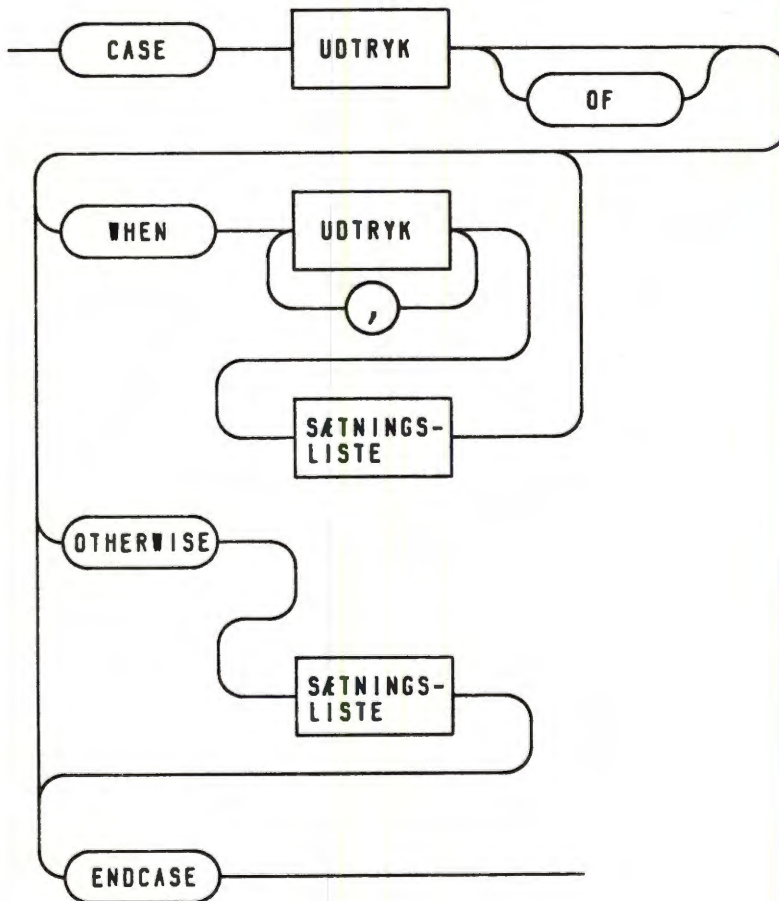 CASE UDTRYK
OF
WHEN UDTRYK
,
SÆTNINGS-
LISTE
OTHERWISE
SÆTNINGS-
LISTE
ENDCASE